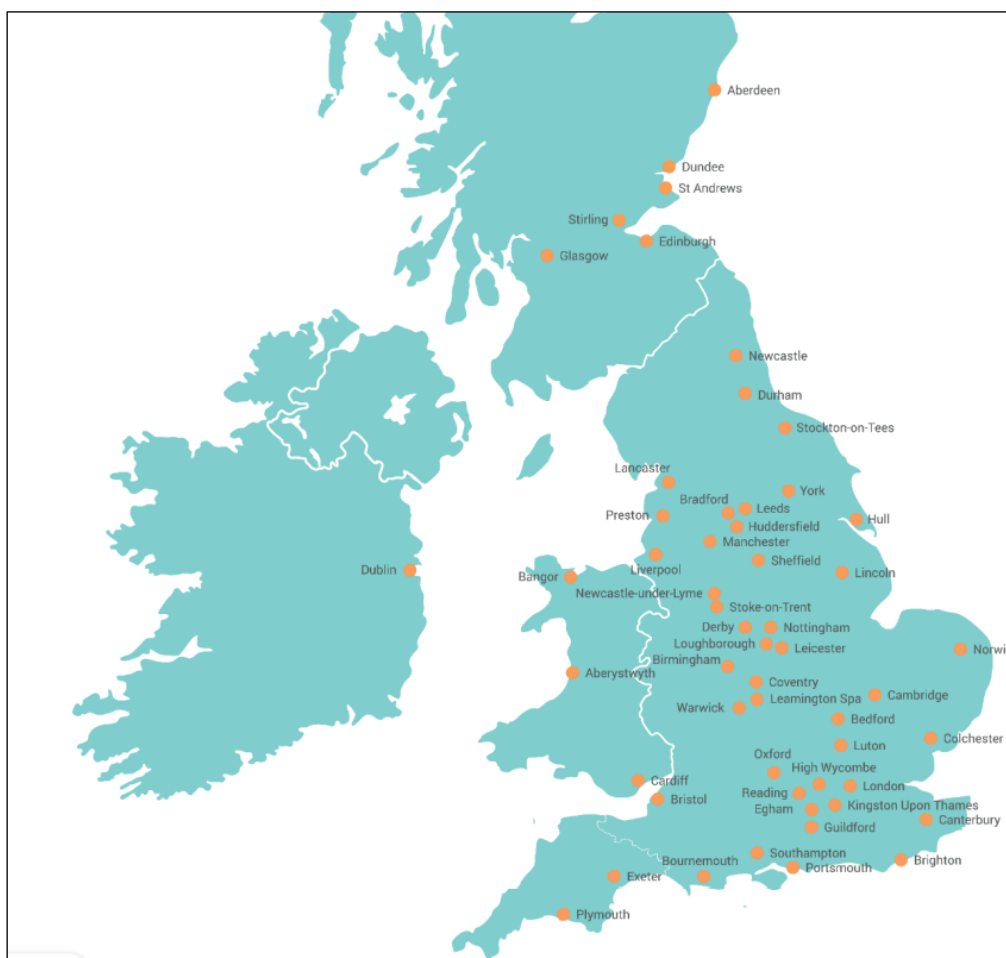 Aberdeen
Dundee
St Andrews
Stirling
Edinburgh
Glasgow
Newcastle
Durham
Stockton-on-Tees
Lancaster
York
Bradford
Leeds
Preston
Hull
Huddersfield
Manchester
Liverpool
Sheffield
Dublin
Lincoln
Bangor
Newcastle-under-Lyme
Stoke-on-Trent
Derby
Nottingham
Loughborough
Leicester
Norwi
Birmingham
Aberystwyth
Coventry
Cambridge
Leamington Spa
Warwick
Bedford
Colchester
Luton
Oxford
High Wycombe
Cardiff
London
Reading
Bristol
Kingston Upon Thames
Egham
Canterbury
Guildford
Southampton
Bournemouth
Brighton
Portsmouth
Exeter
Plymouth